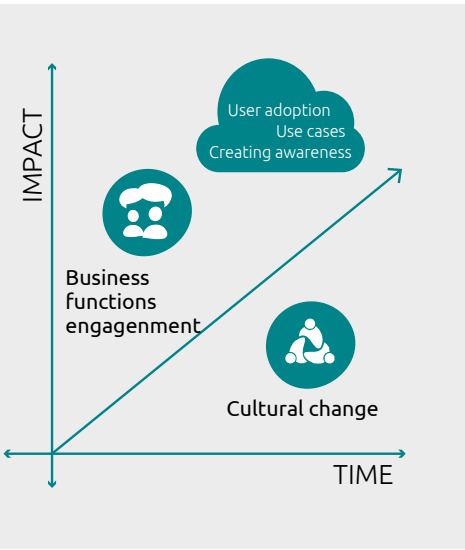 User adoption
Use cases
Creating awareness
IMPACT
Business
functions
engagenment
Cultural change
TIME